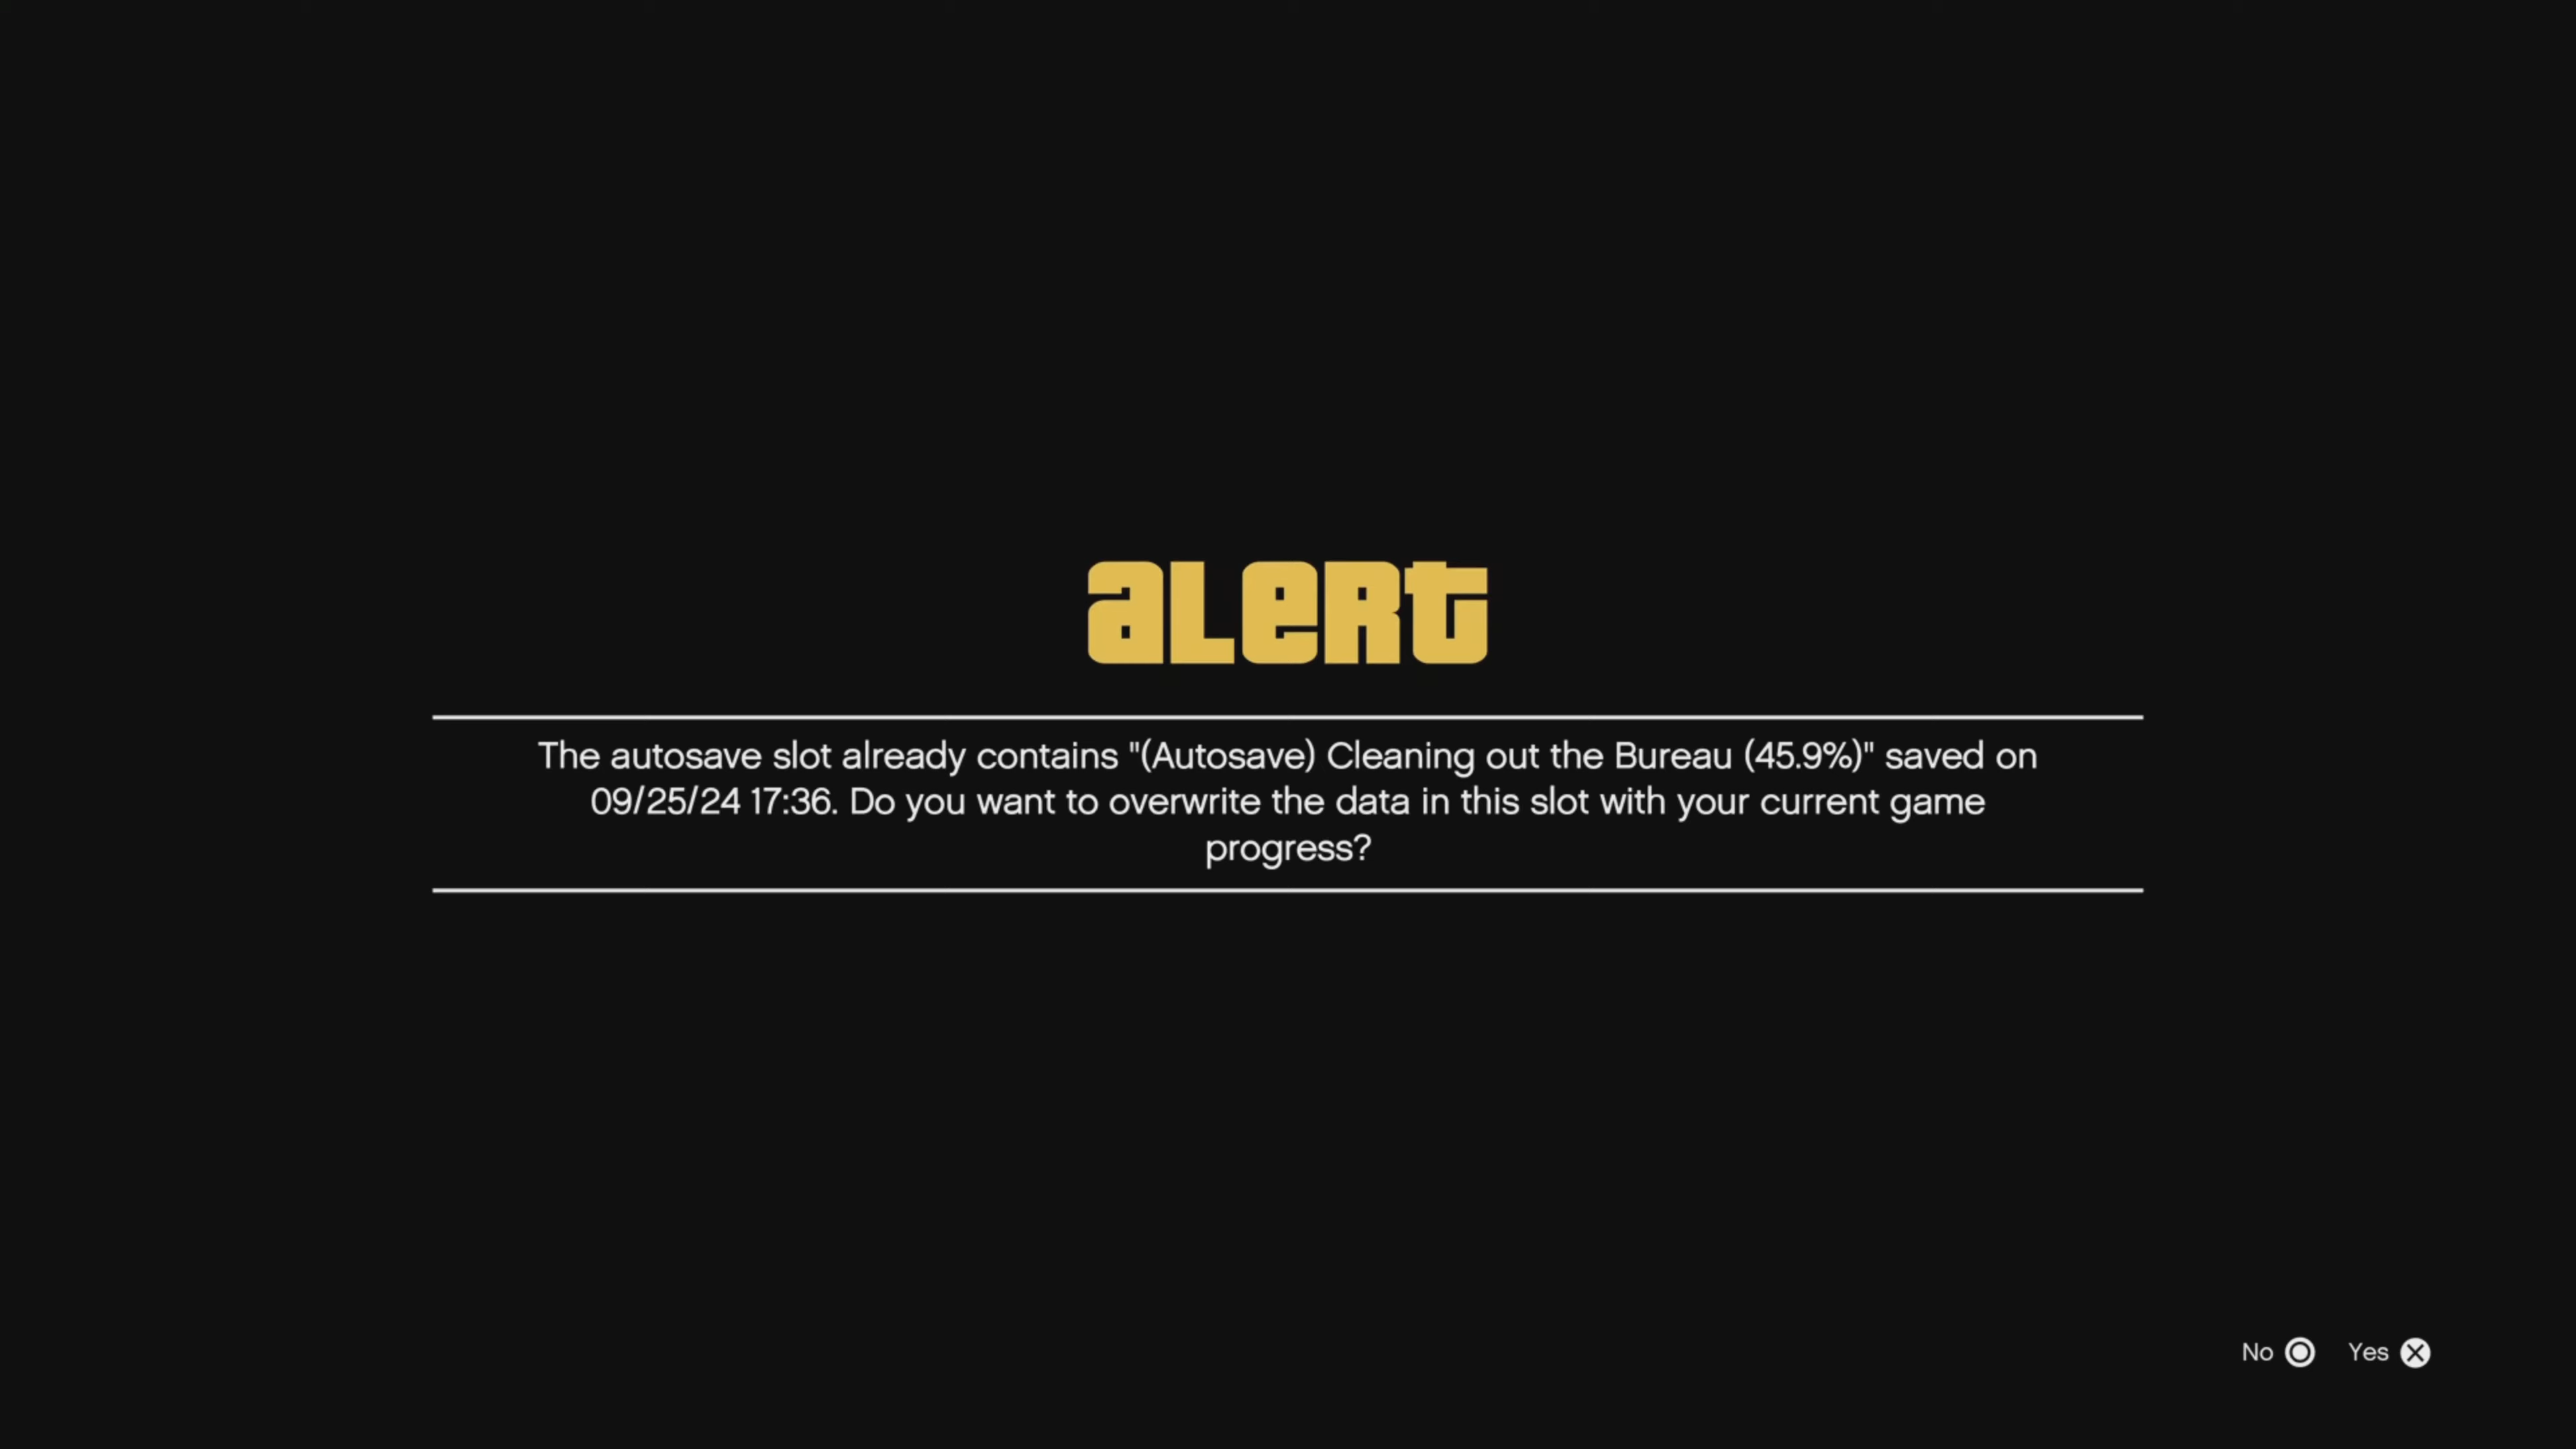 aLeRt
The autosave slot already contains "(Autosave) Cleaning out the Bureau (45.9%)" saved on
09/25/24 17:36. Do you want to overwrite the data in this slot with your current game
progress?
No Yes